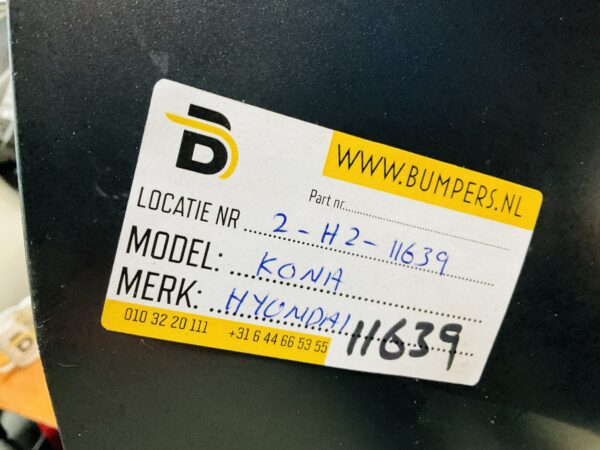 WWW.BUMPERS.NL
Part nr.
LOCATIE NR 2-H2-11639
MODEL: KONA
MERK: HYUNDAI 11639
010 32 20 111 +31 6 44 66 53 55